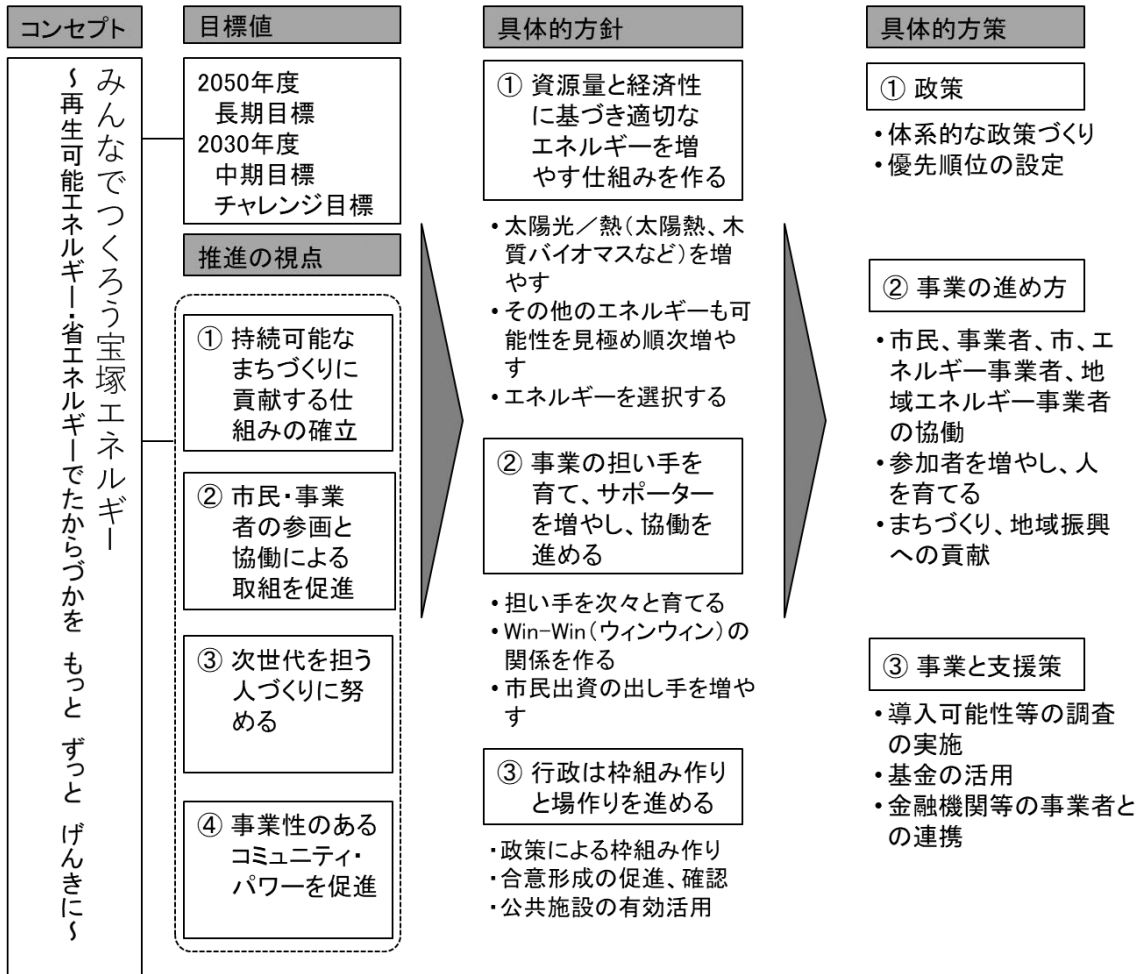 コンセプト
みんなでつくろう宝塚エネルギー
～再生可能エネルギー・省エネルギーでたからづかを もっと ずっと げんきに～
目標値
2050年度
長期目標
2030年度
中期目標
チャレンジ目標
推進の視点
① 持続可能な
まちづくりに
貢献する仕
組みの確立
② 市民・事業
者の参画と
協働による
取組を促進
③ 次世代を担う
人づくりに努
める
④ 事業性のある
コミュニティ・
パワーを促進
具体的方針
① 資源量と経済性
に基づき適切な
エネルギーを増
やす仕組みを作る
•太陽光／熱（太陽熱、木
質バイオマスなど）を増
やす
•その他のエネルギーも可
能性を見極め順次増や
す
•エネルギーを選択する
② 事業の担い手を
育て、サポーター
を増やし、協働を
進める
•担い手を次々と育てる
•Win-Win（ウィンウィン）の
関係を作る
•市民出資の出し手を増や
す
③ 行政は枠組み作り
と場作りを進める
・政策による枠組み作り
・合意形成の促進、確認
・公共施設の有効活用
具体的方策
① 政策
•体系的な政策づくり
•優先順位の設定
② 事業の進め方
•市民、事業者、市、エ
ネルギー事業者、地
域エネルギー事業者
の協働
•参加者を増やし、人
を育てる
•まちづくり、地域振興
への貢献
③ 事業と支援策
•導入可能性等の調査
の実施
•基金の活用
•金融機関等の事業者と
の連携